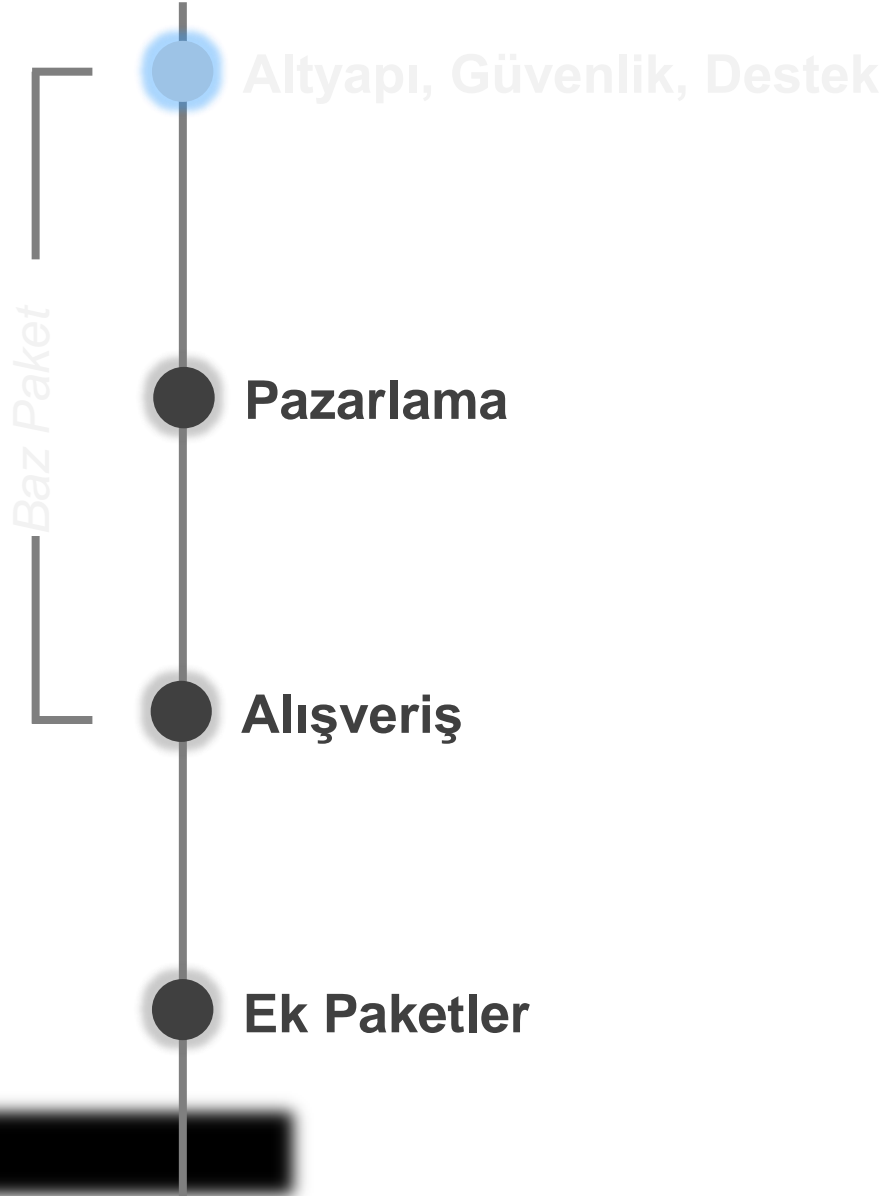 Altyapı, Güvenlik, Destek
Baz Paket
Pazarlama
Alışveriş
Ek Paketler